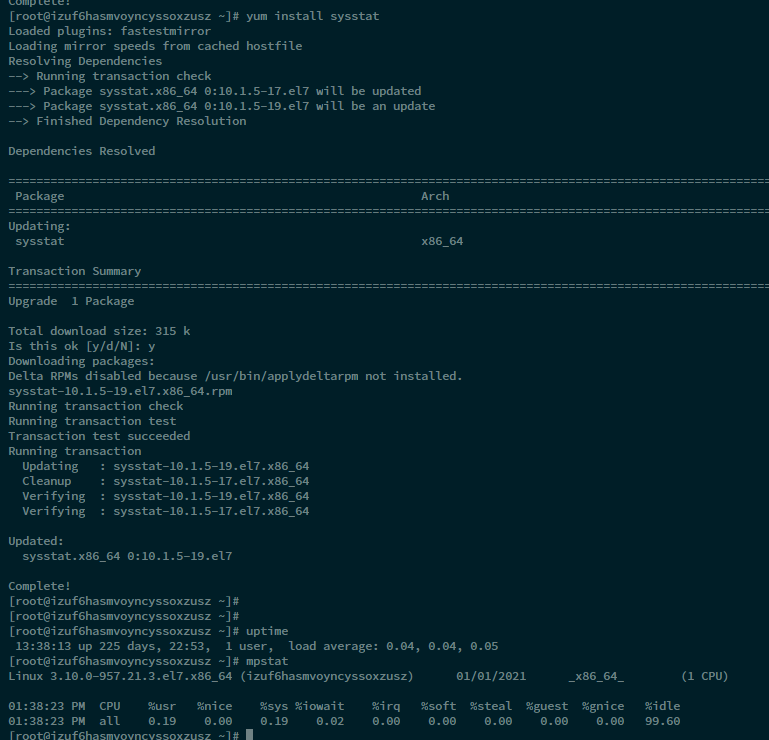 Complete!
[root@izuf6hasmvoyncyssoxzusz ~]# yum install sysstat
Loaded plugins: fastestmirror
Loading mirror speeds from cached hostfile
Resolving Dependencies
--> Running transaction check
---> Package sysstat.x86_64 0:10.1.5-17.el7 will be updated
---> Package sysstat.x86_64 0:10.1.5-19.el7 will be an update
--> Finished Dependency Resolution
Dependencies Resolved
================================================================================
Package Arch
================================================================================
Updating:
sysstat x86_64
Transaction Summary
================================================================================
Upgrade 1 Package
Total download size: 315 k
Is this ok [y/d/N]: y
Downloading packages:
Delta RPMs disabled because /usr/bin/applydeltarpm not installed.
sysstat-10.1.5-19.el7.x86_64.rpm
Running transaction check
Running transaction test
Transaction test succeeded
Running transaction
Updating : sysstat-10.1.5-19.el7.x86_64
Cleanup : sysstat-10.1.5-17.el7.x86_64
Verifying : sysstat-10.1.5-19.el7.x86_64
Verifying : sysstat-10.1.5-17.el7.x86_64
Updated:
sysstat.x86_64 0:10.1.5-19.el7
Complete!
[root@izuf6hasmvoyncyssoxzusz ~]#
[root@izuf6hasmvoyncyssoxzusz ~]#
[root@izuf6hasmvoyncyssoxzusz ~]# uptime
13:38:13 up 225 days, 22:53, 1 user, load average: 0.04, 0.04, 0.05
[root@izuf6hasmvoyncyssoxzusz ~]# mpstat
Linux 3.10.0-957.21.3.el7.x86_64 (izuf6hasmvoyncyssoxzusz) 01/01/2021 _x86_64_ (1 CPU)
01:38:23 PM CPU %usr %nice %sys %iowait %irq %soft %steal %guest %gnice %idle
01:38:23 PM all 0.19 0.00 0.19 0.02 0.00 0.00 0.00 0.00 0.00 99.60
[root@izuf6hasmvoyncyssoxzusz ~]#